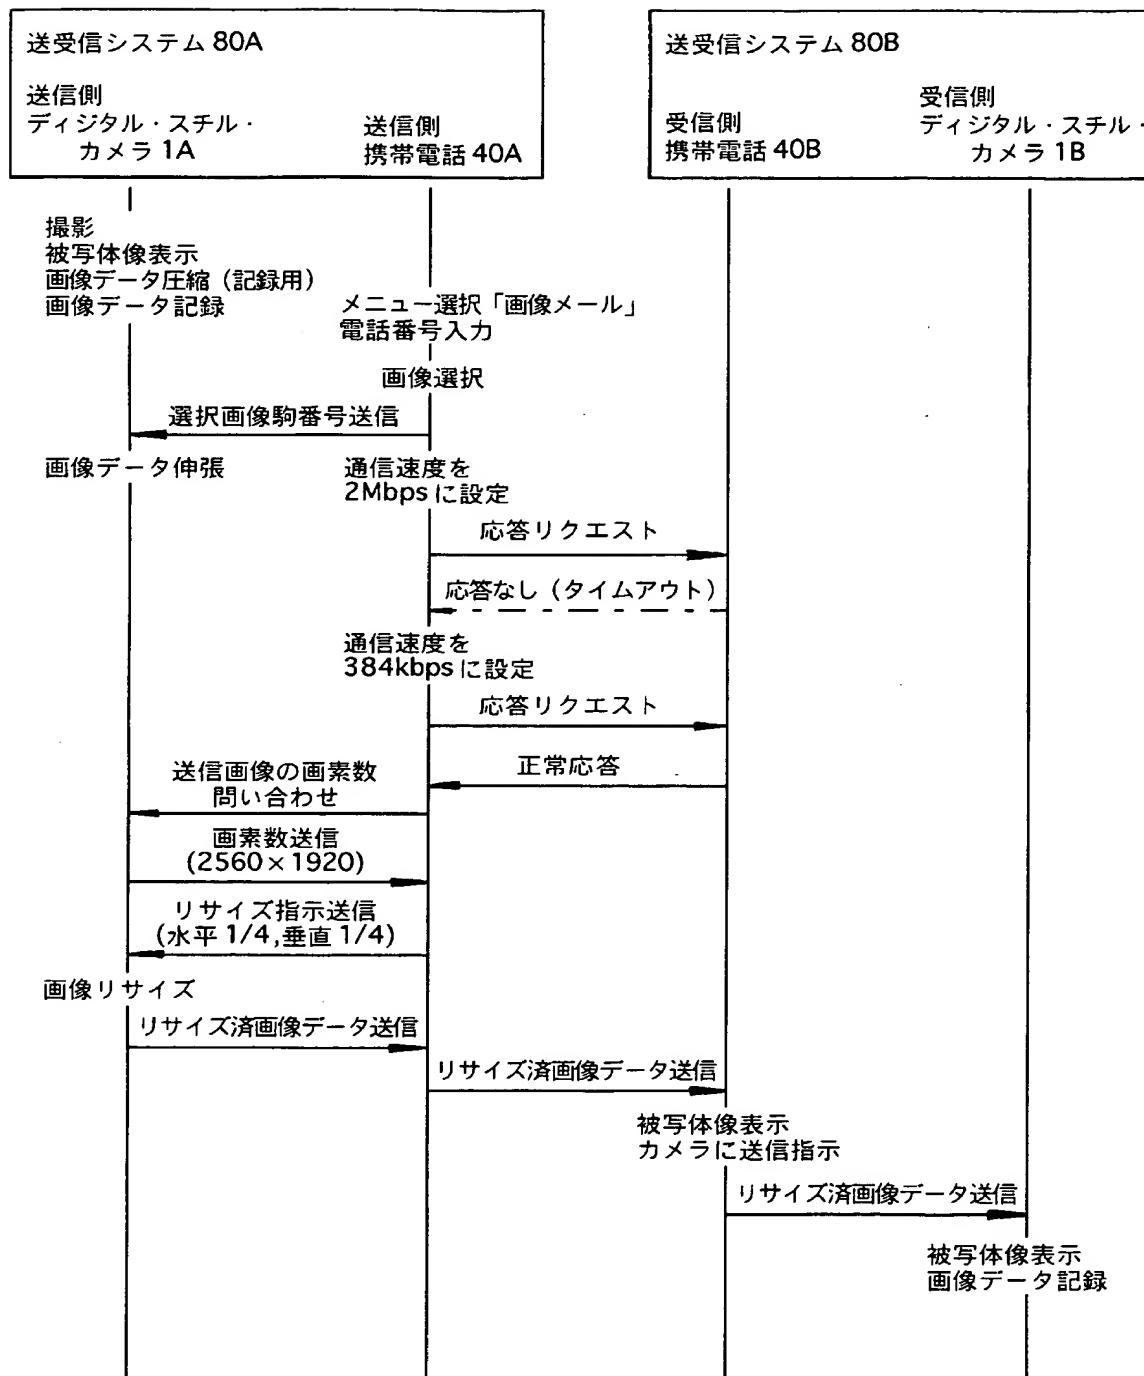 送受信システム 80A
送信側
ディジタル・スチル・
カメラ 1A
送信側
携帯電話 40A
送受信システム 80B
受信側
携帯電話 40B
受信側
ディジタル・スチル・
カメラ 1B
撮影
被写体像表示
画像データ圧縮（記録用）
画像データ記録
メニュー選択「画像メール」
電話番号入力
画像選択
選択画像駒番号送信
画像データ伸張
通信速度を
2Mbps に設定
応答リクエスト
応答なし（タイムアウト）
通信速度を
384kbps に設定
応答リクエスト
正常応答
送信画像の画素数
問い合わせ
画素数送信
(2560×1920)
リサイズ指示送信
(水平 1/4,垂直 1/4)
画像リサイズ
リサイズ済画像データ送信
リサイズ済画像データ送信
被写体像表示
カメラに送信指示
リサイズ済画像データ送信
被写体像表示
画像データ記録